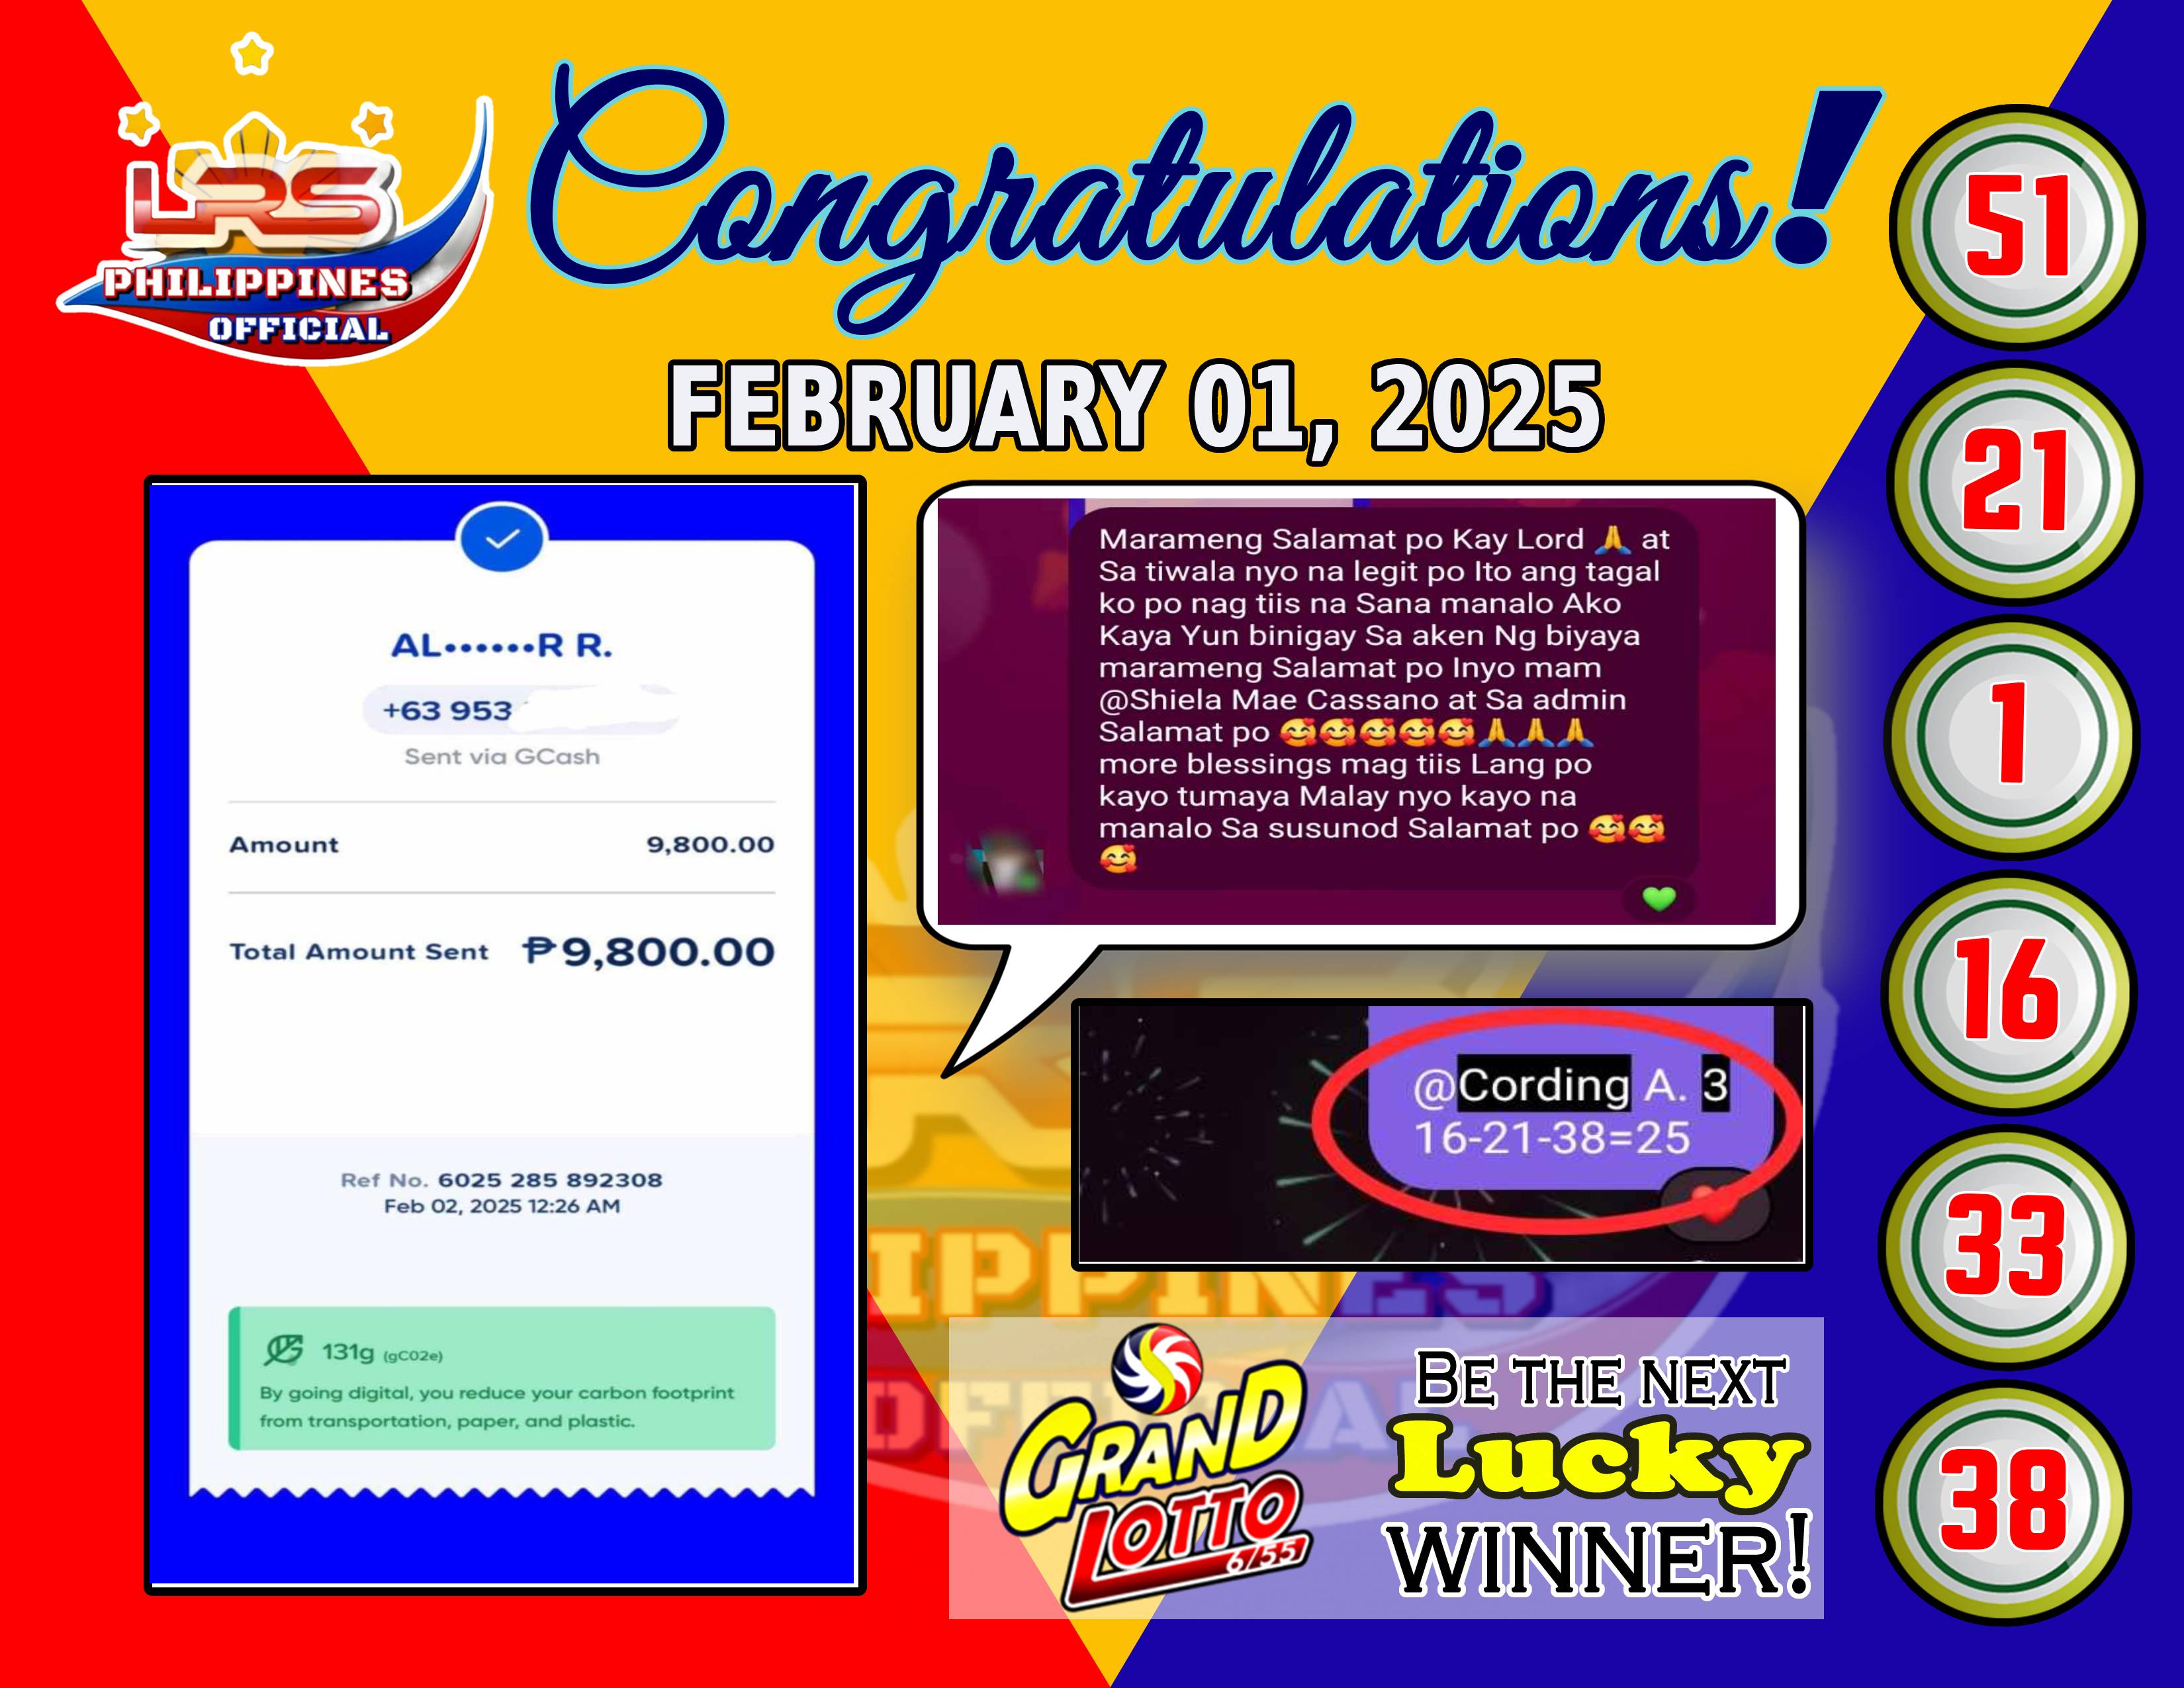 LRS
PHILIPPINES
OFFICIAL
Congratulations!
FEBRUARY 01, 2025
AL••••••R R.
+63 953
Sent via GCash
Amount 9,800.00
Total Amount Sent ₱9,800.00
Ref No. 6025 285 892308
Feb 02, 2025 12:26 AM
131g (gCO2e)
By going digital, you reduce your carbon footprint
from transportation, paper, and plastic.
Marameng Salamat po Kay Lord 🙏 at
Sa tiwala nyo na legit po Ito ang tagal
ko po nag tiis na Sana manalo Ako
Kaya Yun binigay Sa aken Ng biyaya
marameng Salamat po Inyo mam
@Shiela Mae Cassano at Sa admin
Salamat po 🥰🥰🥰🥰🥰🙏🙏🙏
more blessings mag tiis Lang po
kayo tumaya Malay nyo kayo na
manalo Sa susunod Salamat po 🥰🥰
🥰
@Cording A. 3
16-21-38=25
GRAND
LOTTO
6/55
BE THE NEXT
Lucky
WINNER!
51
21
1
16
33
38